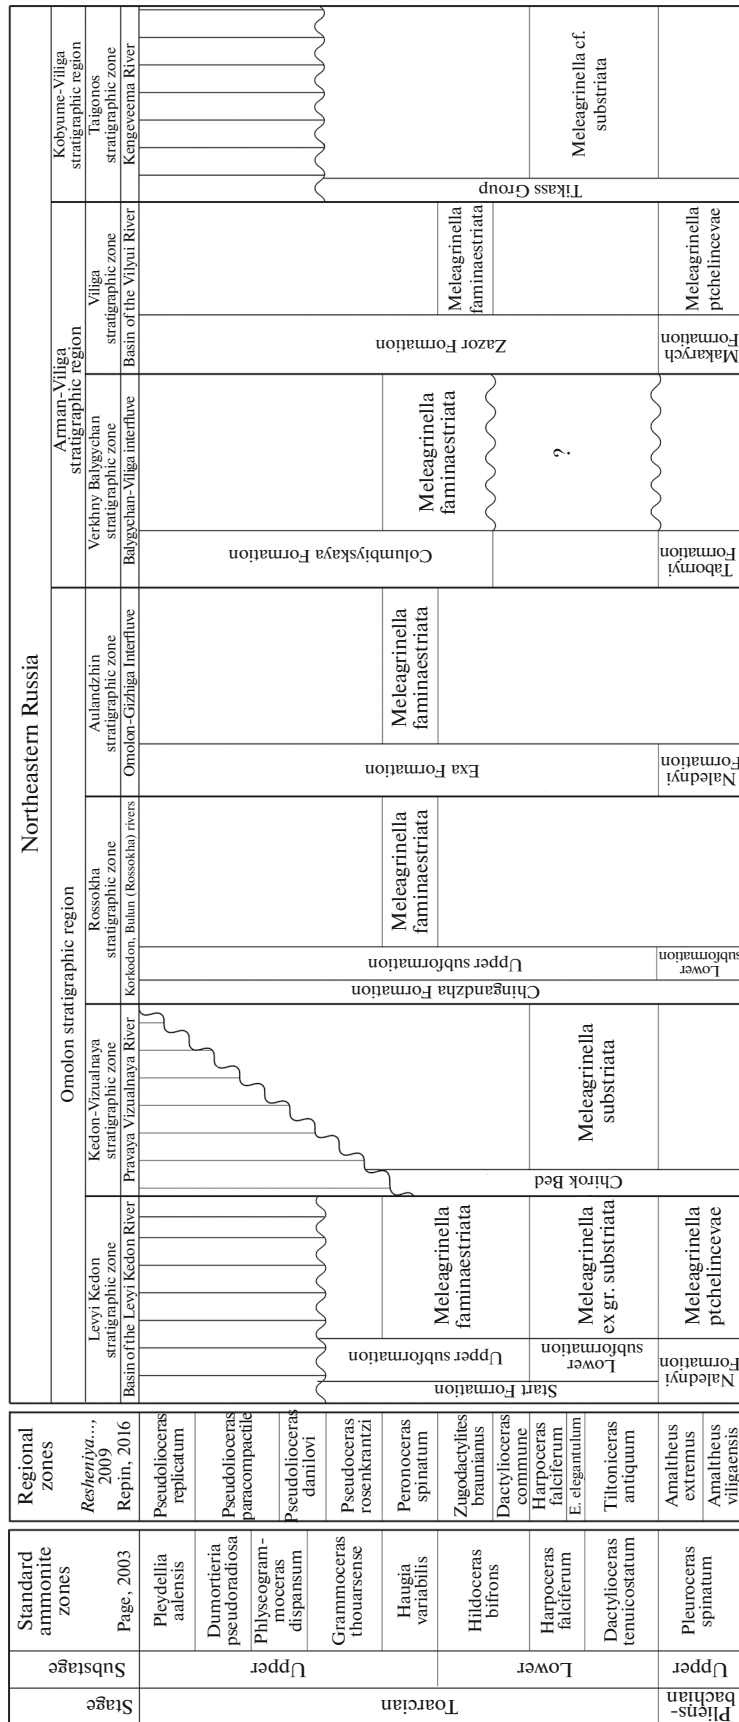 Stage
Substage
Standard
ammonite
zones
Page, 2003
Regional
zones
Resheniya...,
2009
Repin, 2016
Northeastern Russia
Omolon stratigraphic region
Levyi Kedon
stratigraphic zone
Basin of the Levyi Kedon River
Kedon-Vizualnaya
stratigraphic zone
Pravaya Vizualnaya River
Rossokha
stratigraphic zone
Korkodon, Bulun (Rossokha) rivers
Aulandzhin
stratigraphic zone
Omolon-Gizhiga Interfluve
Arman-Viliga
stratigraphic region
Verkhny Balygychan
stratigraphic zone
Balygychan-Viliga interfluve
Viliga
stratigraphic zone
Basin of the Vilyui River
Kobyume-Viliga
stratigraphic region
Taigonos
stratigraphic zone
Kengeveema River
Toarcian
Pliens-
bachian
Upper
Lower
Upper
Pleydellia
aalensis
Dumortieria
pseudoradiosa
Phlyseogram-
moceras
dispansum
Grammoceras
thouarsense
Haugia
variabilis
Hildoceras
bifrons
Harpoceras
falciferum
Dactylioceras
tenuicostatum
Pleuroceras
spinatum
Pseudolioceras
replicatum
Pseudolioceras
paracompactile
Pseudolioceras
danilovi
Pseudoceras
rosenkrantzi
Peronoceras
spinatum
Zugodactylites
braunianus
Dactylioceras
commune
Harpoceras
falciferum
E. elegantulum
Tiltoniceras
antiquum
Amaltheus
extremus
Amaltheus
viligaensis
Start Formation
Upper subformation
Lower
subformation
Nalednyi
Formation
Meleagrinella
faminaestriata
Meleagrinella
ex gr. substriata
Meleagrinella
ptchelincevae
Chirok Bed
Meleagrinella
substriata
Chingandzha Formation
Upper subformation
Lower
subformation
Meleagrinella
faminaestriata
Exa Formation
Nalednyi
Formation
Meleagrinella
faminaestriata
Columbiyskaya Formation
Tabornyi
Formation
Meleagrinella
faminaestriata
?
Zazor Formation
Makarych
Formation
Meleagrinella
faminaestriata
Meleagrinella
ptchelincevae
Tikass Group
Meleagrinella cf.
substriata